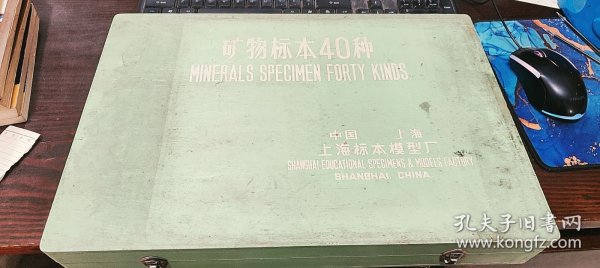 矿物标本40种
MINERALS SPECIMEN FORTY KINDS
中国 上海
上海标本模型厂
SHANGHAI EDUCATIONAL SPECIMENS & MODELS FACTORY
SHANGHAI, CHINA
孔夫子旧书网
www.kongfz.com